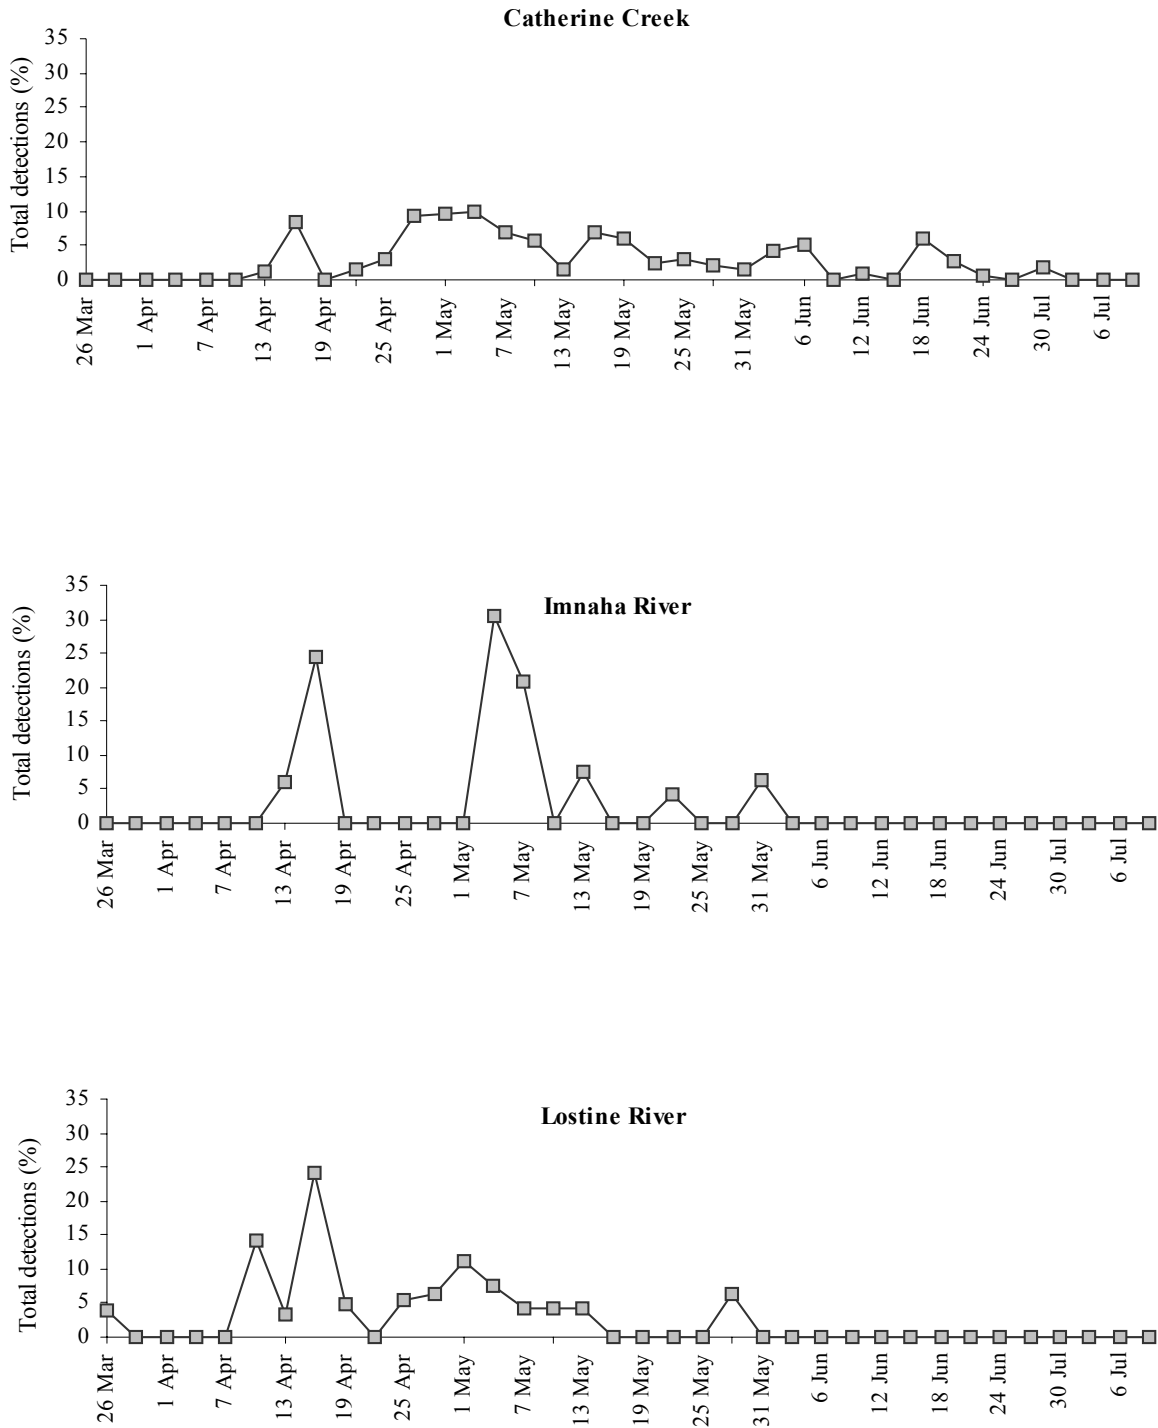 Catherine Creek
Total detections (%)
35
30
25
20
15
10
5
0
26 Mar
1 Apr
7 Apr
13 Apr
19 Apr
25 Apr
1 May
7 May
13 May
19 May
25 May
31 May
6 Jun
12 Jun
18 Jun
24 Jun
30 Jul
6 Jul
Imnaha River
Total detections (%)
35
30
25
20
15
10
5
0
26 Mar
1 Apr
7 Apr
13 Apr
19 Apr
25 Apr
1 May
7 May
13 May
19 May
25 May
31 May
6 Jun
12 Jun
18 Jun
24 Jun
30 Jul
6 Jul
Lostine River
Total detections (%)
35
30
25
20
15
10
5
0
26 Mar
1 Apr
7 Apr
13 Apr
19 Apr
25 Apr
1 May
7 May
13 May
19 May
25 May
31 May
6 Jun
12 Jun
18 Jun
24 Jun
30 Jul
6 Jul